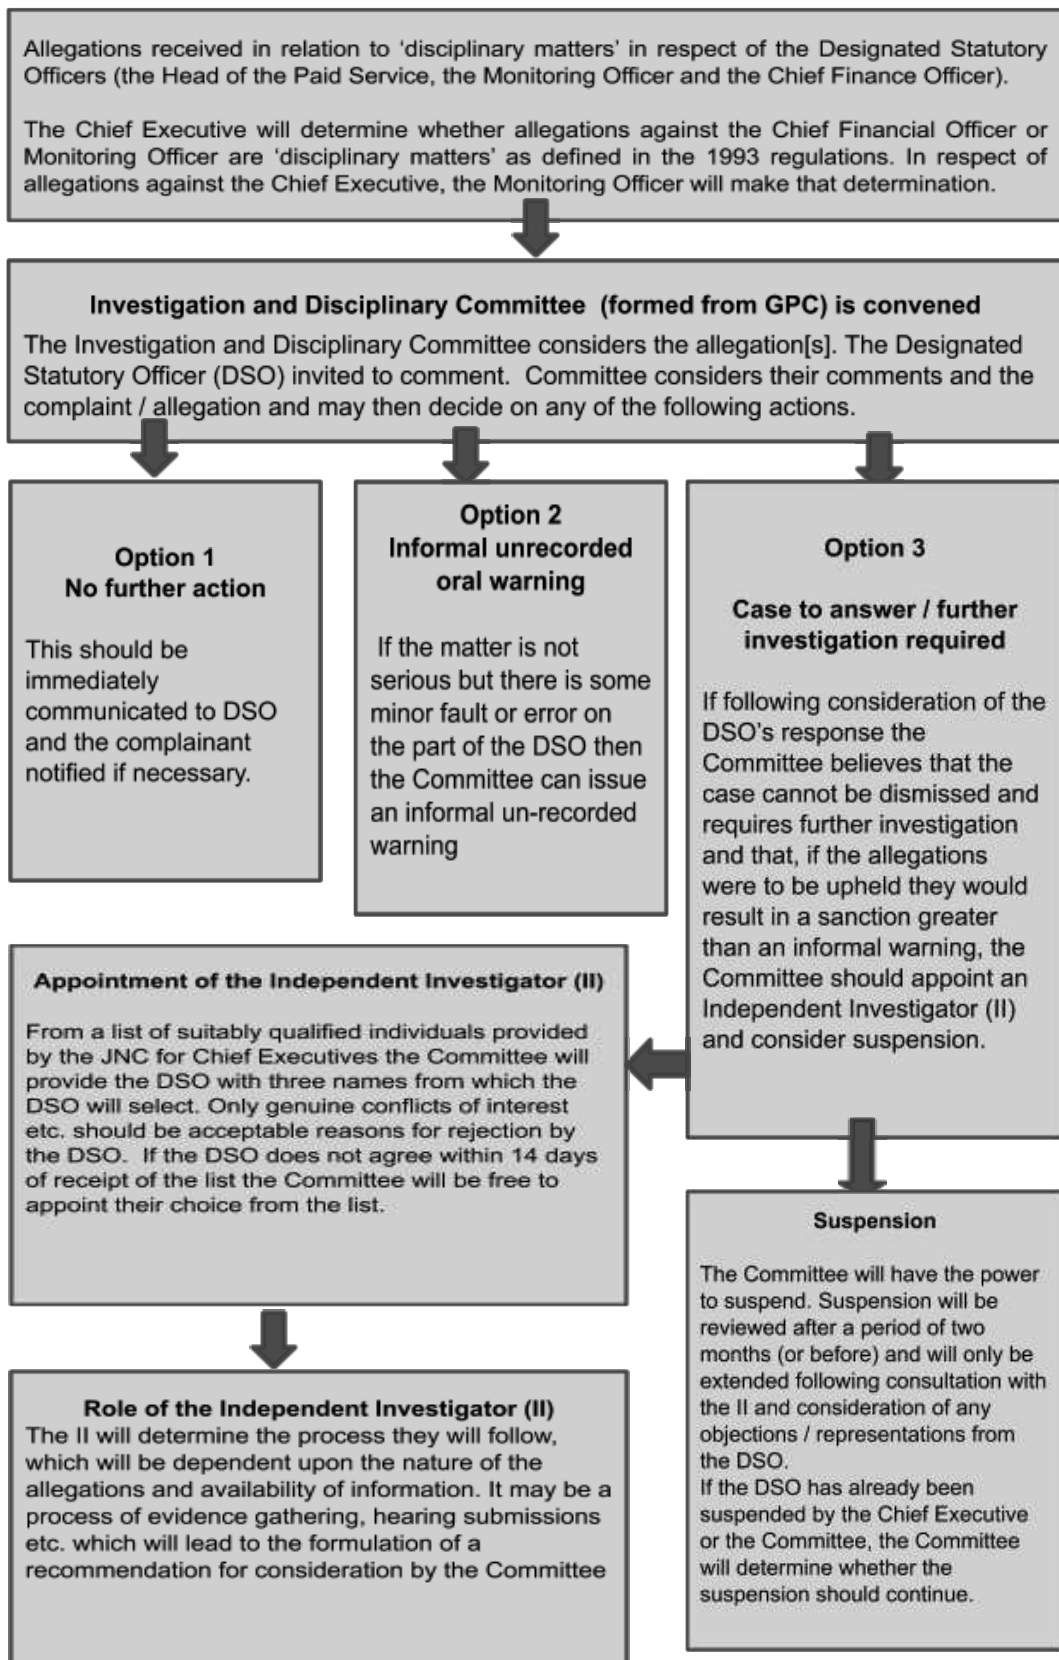 Allegations received in relation to ‘disciplinary matters’ in respect of the Designated Statutory
Officers (the Head of the Paid Service, the Monitoring Officer and the Chief Finance Officer).
The Chief Executive will determine whether allegations against the Chief Financial Officer or
Monitoring Officer are ‘disciplinary matters’ as defined in the 1993 regulations. In respect of
allegations against the Chief Executive, the Monitoring Officer will make that determination.
Investigation and Disciplinary Committee (formed from GPC) is convened
The Investigation and Disciplinary Committee considers the allegation[s]. The Designated
Statutory Officer (DSO) invited to comment. Committee considers their comments and the
complaint / allegation and may then decide on any of the following actions.
Option 1
No further action
This should be
immediately
communicated to DSO
and the complainant
notified if necessary.
Option 2
Informal unrecorded
oral warning
If the matter is not
serious but there is some
minor fault or error on
the part of the DSO then
the Committee can issue
an informal un-recorded
warning
Option 3
Case to answer / further
investigation required
If following consideration of the
DSO’s response the
Committee believes that the
case cannot be dismissed and
requires further investigation
and that, if the allegations
were to be upheld they would
result in a sanction greater
than an informal warning, the
Committee should appoint an
Independent Investigator (II)
and consider suspension.
Appointment of the Independent Investigator (II)
From a list of suitably qualified individuals provided
by the JNC for Chief Executives the Committee will
provide the DSO with three names from which the
DSO will select. Only genuine conflicts of interest
etc. should be acceptable reasons for rejection by
the DSO. If the DSO does not agree within 14 days
of receipt of the list the Committee will be free to
appoint their choice from the list.
Suspension
The Committee will have the power
to suspend. Suspension will be
reviewed after a period of two
months (or before) and will only be
extended following consultation with
the II and consideration of any
objections / representations from
the DSO.
If the DSO has already been
suspended by the Chief Executive
or the Committee, the Committee
will determine whether the
suspension should continue.
Role of the Independent Investigator (II)
The II will determine the process they will follow,
which will be dependent upon the nature of the
allegations and availability of information. It may be a
process of evidence gathering, hearing submissions
etc. which will lead to the formulation of a
recommendation for consideration by the Committee